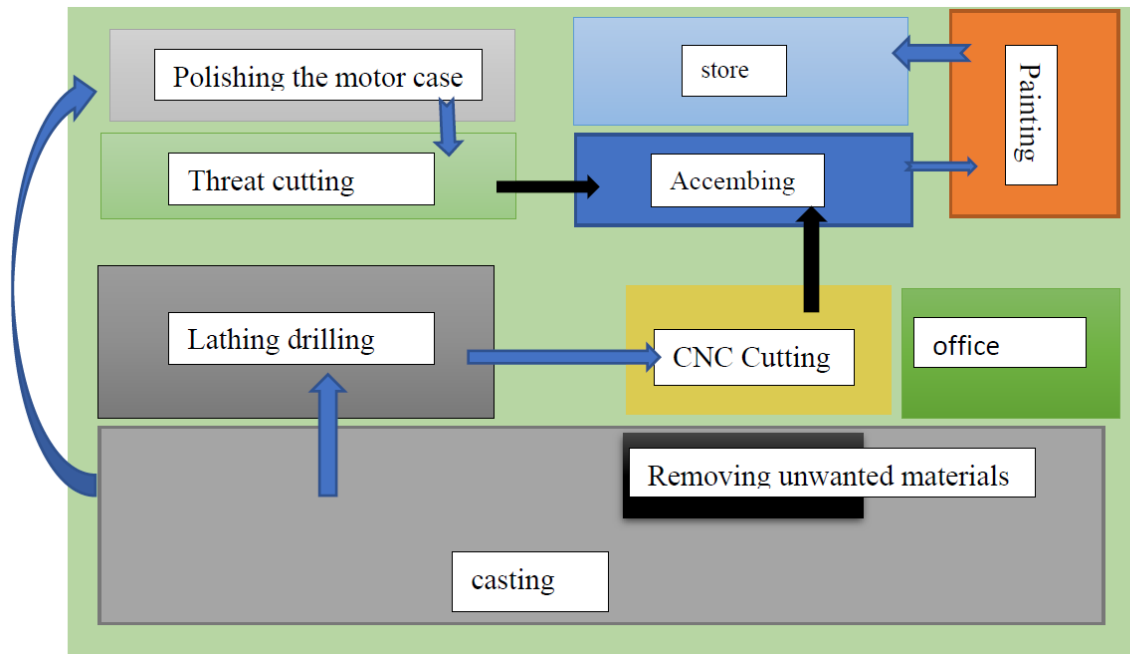 Polishing the motor case
store
Painting
Threat cutting
Accembing
Lathing drilling
CNC Cutting
office
Removing unwanted materials
casting